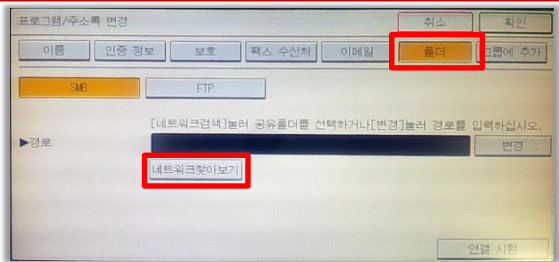 프로그램/주소록 변경
취소
확인
이름
인증 정보
보호
팩스 수신처
이메일
폴더
그룹에 추가
SMB
FTP
[네트워크검색]눌러 공유폴더를 선택하거나[변경]눌러 경로를 입력하십시오.
▶경로
변경
네트워크찾아보기
연결 시험